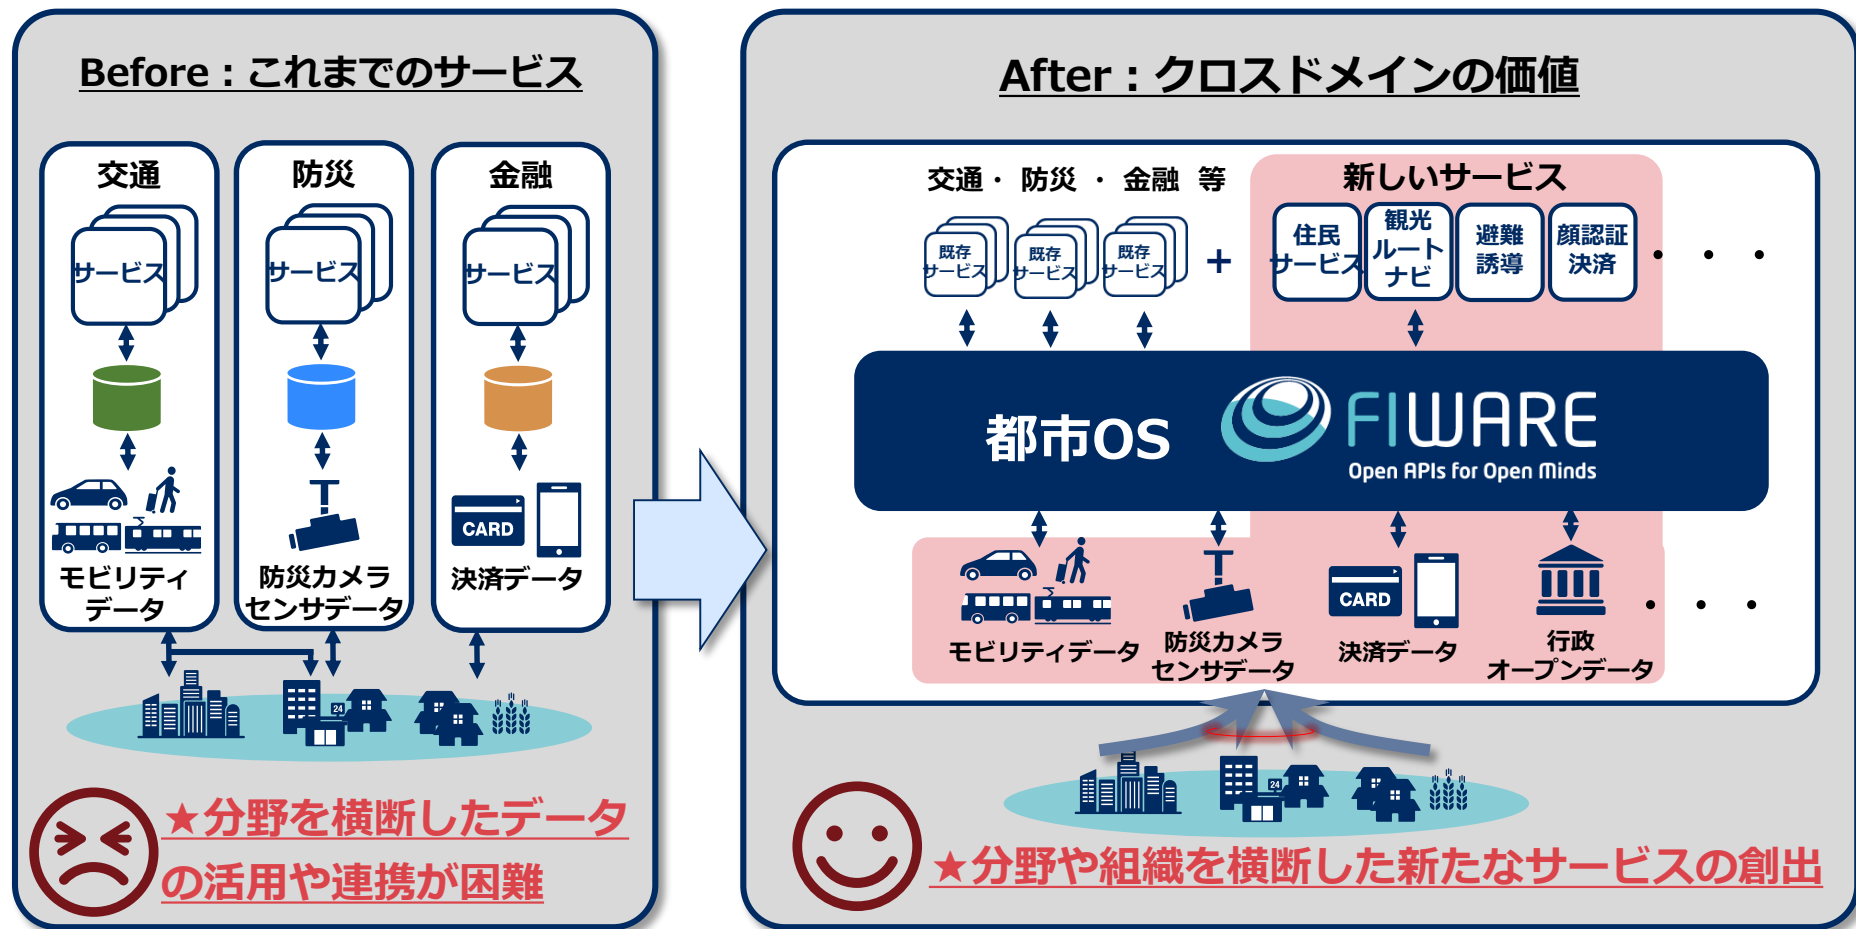 Before：これまでのサービス
交通
サービス
モビリティ
データ
防災
サービス
防災カメラ
センサデータ
金融
サービス
CARD
決済データ
24
★分野を横断したデータ
の活用や連携が困難
After：クロスドメインの価値
交通・ 防災 ・ 金融 等
既存
サービス
既存
サービス
既存
サービス
+
新しいサービス
住民
サービス
観光
ルート
ナビ
避難
誘導
顔認証
決済
・・・
都市OS
FIWARE
Open APIs for Open Minds
モビリティデータ
防災カメラ
センサデータ
CARD
決済データ
行政
オープンデータ
・・・
24
★分野や組織を横断した新たなサービスの創出